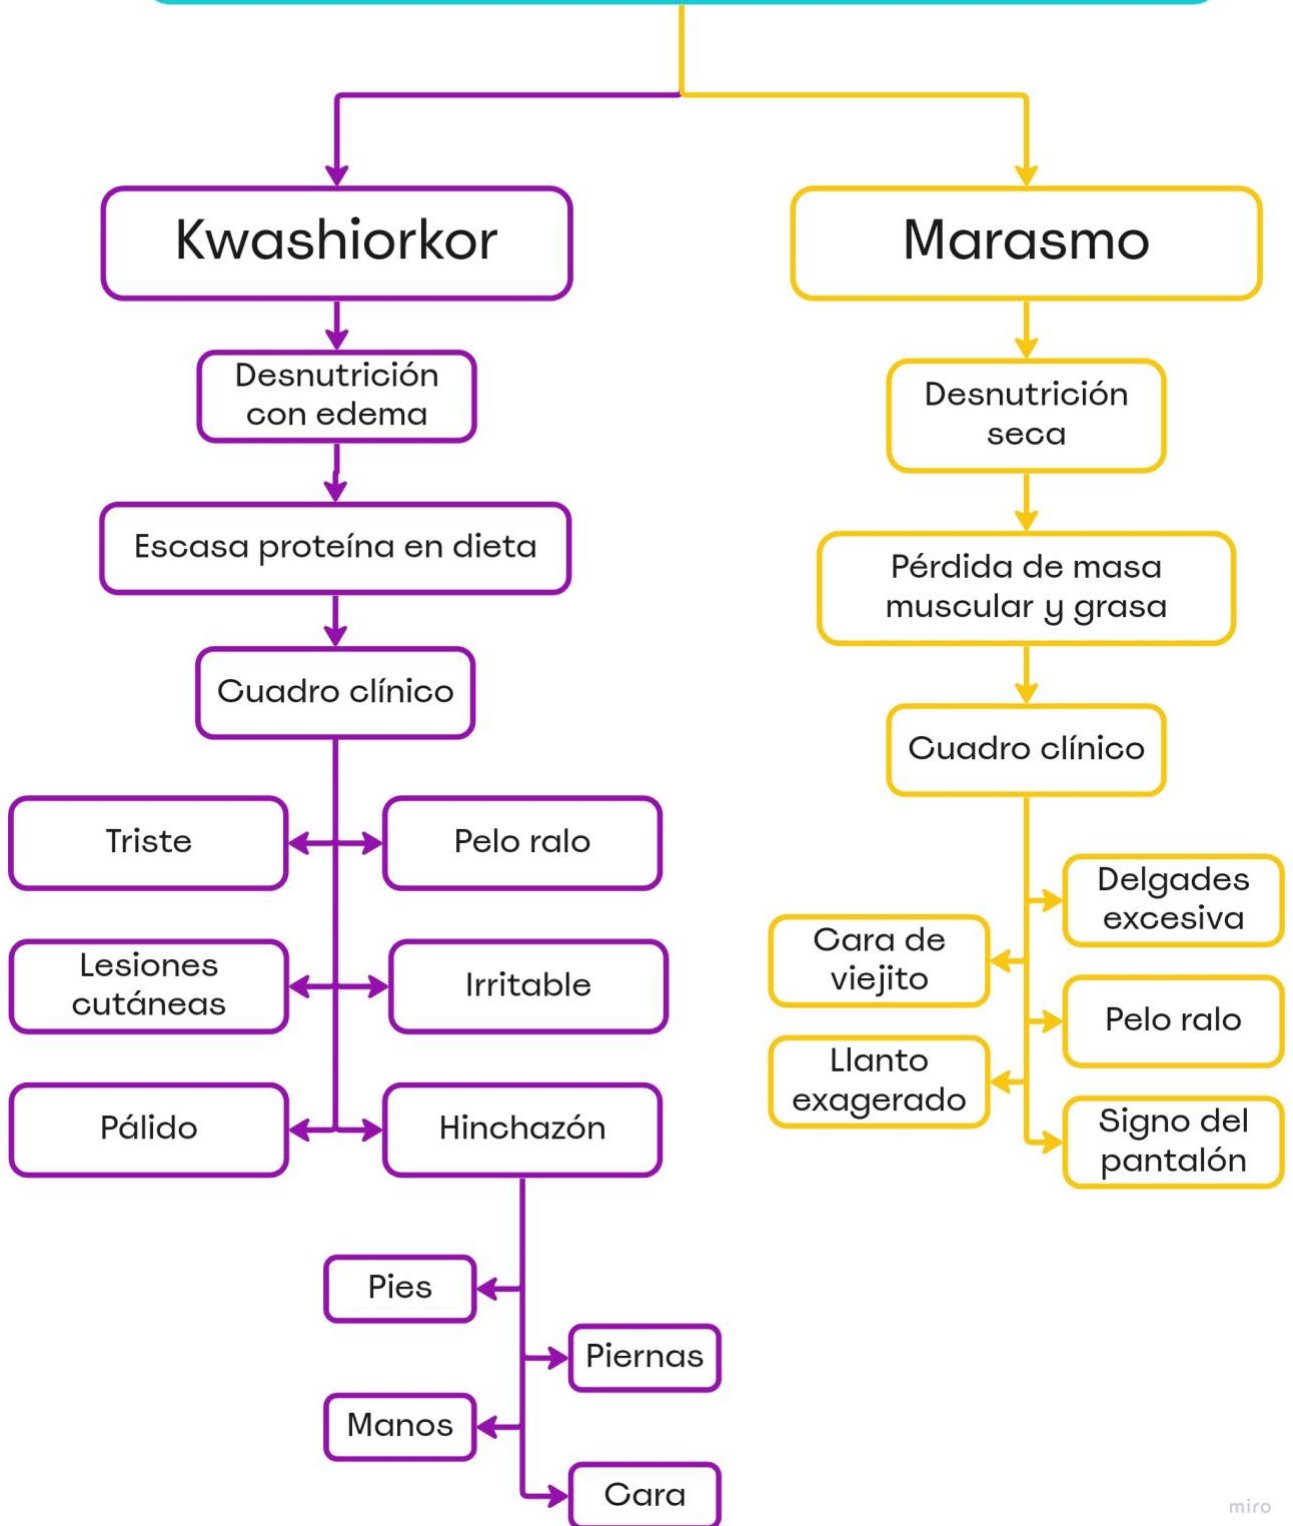 Kwashiorkor
Marasmo
Desnutrición
con edema
Desnutrición
seca
Escasa proteína en dieta
Pérdida de masa
muscular y grasa
Cuadro clínico
Cuadro clínico
Triste
Pelo ralo
Delgades
excesiva
Cara de
viejito
Lesiones
cutáneas
Irritable
Pelo ralo
Llanto
exagerado
Pálido
Hinchazón
Signo del
pantalón
Pies
Piernas
Manos
Cara
miro